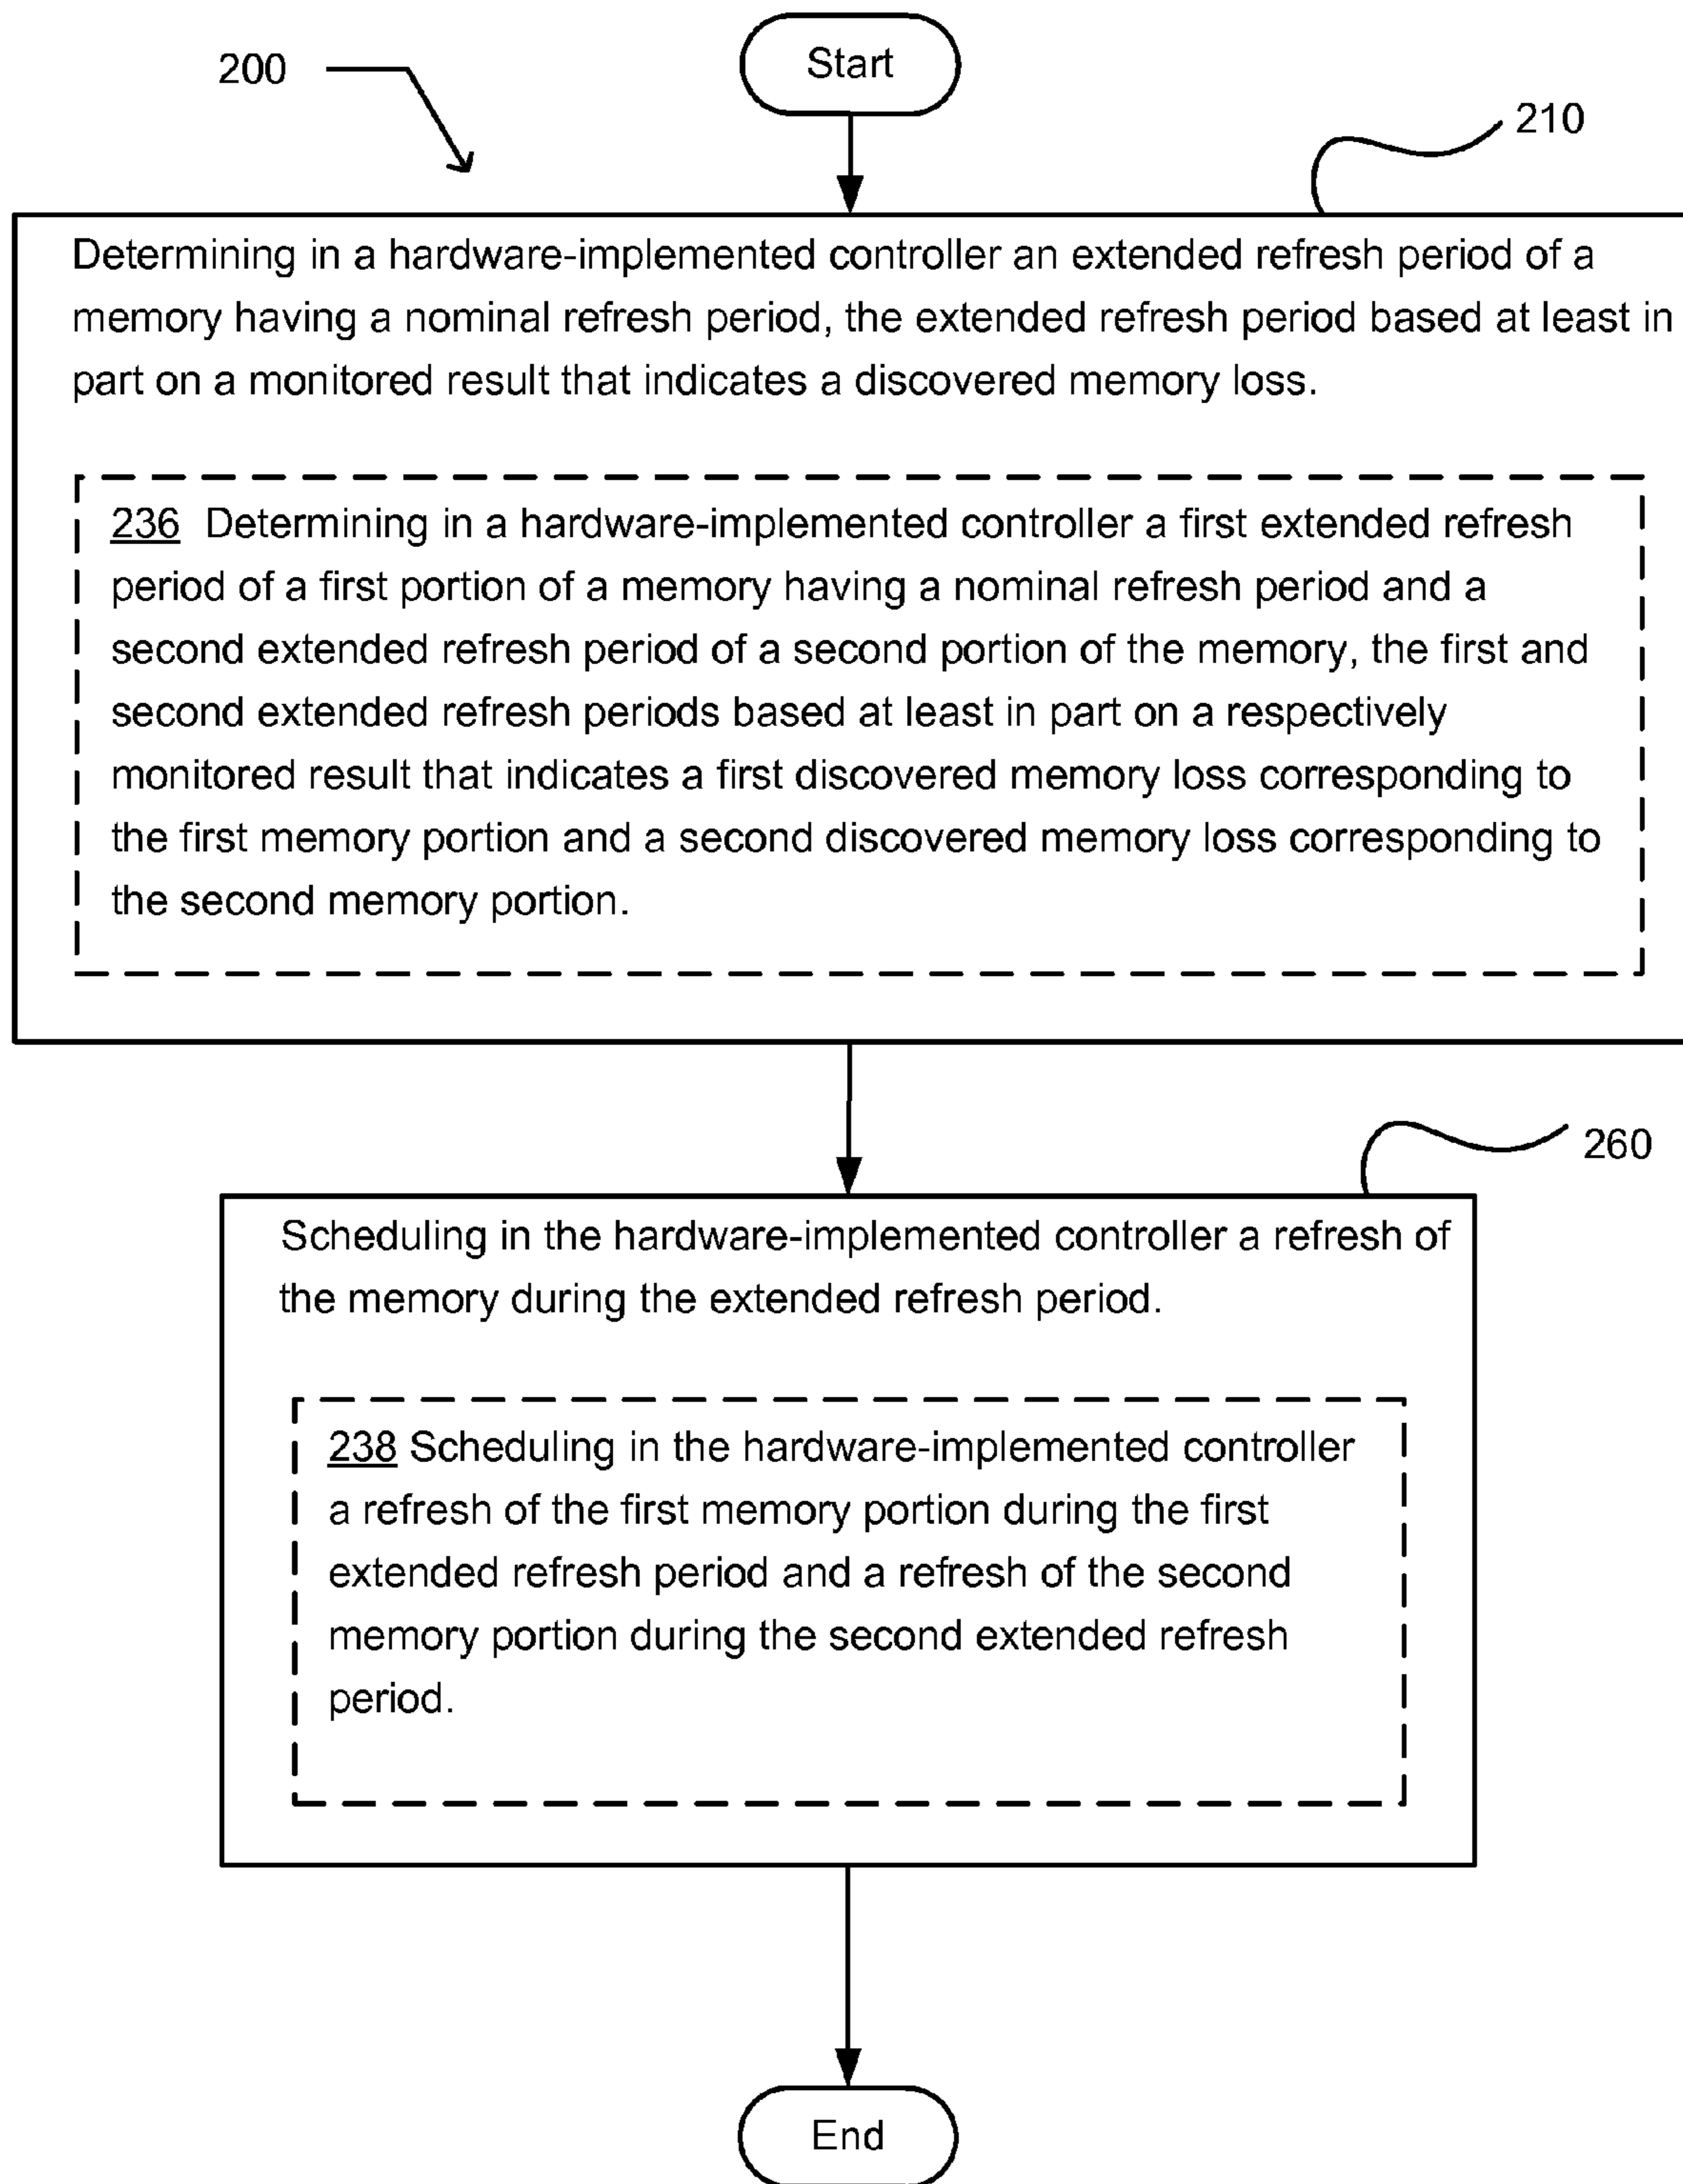 Start
200
210
Determining in a hardware-implemented controller an extended refresh period of a
memory having a nominal refresh period, the extended refresh period based at least in
part on a monitored result that indicates a discovered memory loss.
236 Determining in a hardware-implemented controller a first extended refresh
period of a first portion of a memory having a nominal refresh period and a
second extended refresh period of a second portion of the memory, the first and
second extended refresh periods based at least in part on a respectively
monitored result that indicates a first discovered memory loss corresponding to
the first memory portion and a second discovered memory loss corresponding to
the second memory portion.
260
Scheduling in the hardware-implemented controller a refresh of
the memory during the extended refresh period.
238 Scheduling in the hardware-implemented controller
a refresh of the first memory portion during the first
extended refresh period and a refresh of the second
memory portion during the second extended refresh
period.
End